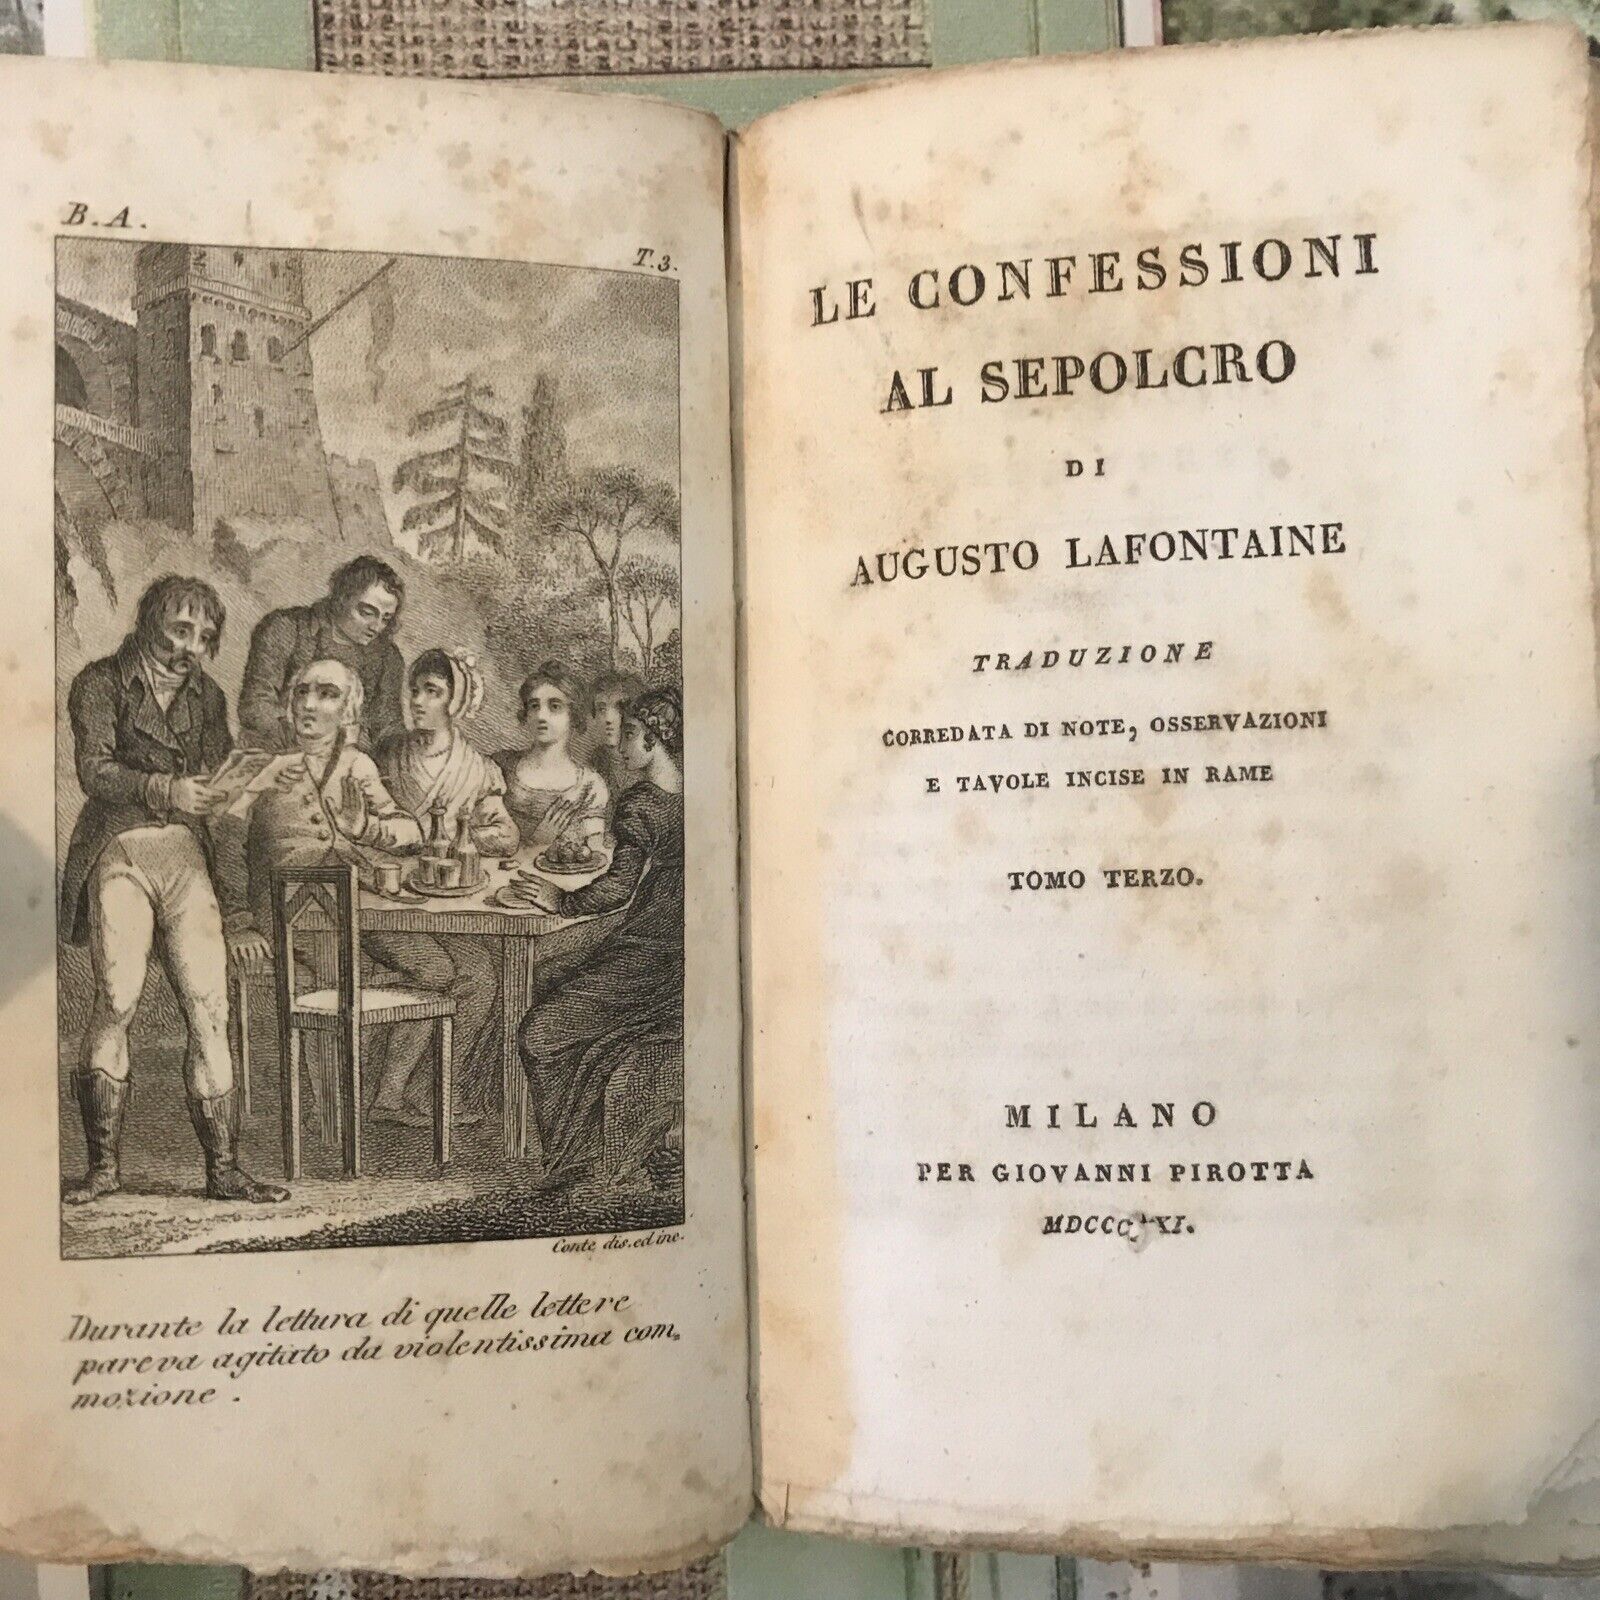 B. A.
T. 3.
Conte dis. ed inc.
Durante la lettura di quelle lettere
pareva agitato da violentissima com-
mozione .
LE CONFESSIONI
AL SEPOLCRO
DI
AUGUSTO LAFONTAINE
TRADUZIONE
CORREDATA DI NOTE, OSSERVAZIONI
E TAVOLE INCISE IN RAME
TOMO TERZO.
MILANO
PER GIOVANNI PIROTTA